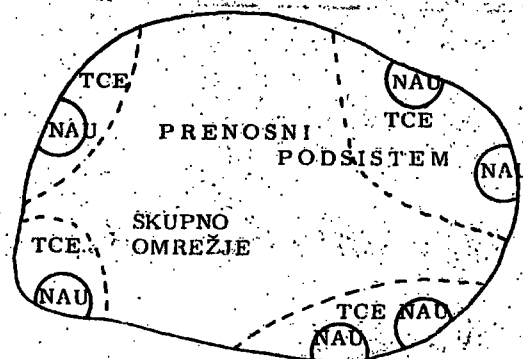 TCE
NAU
NAU
TCE
PRENOSNI
PODSISTEM
NAU
SKUPNO
OMREŽJE
TCE
NAU
TCE NAU
NAU